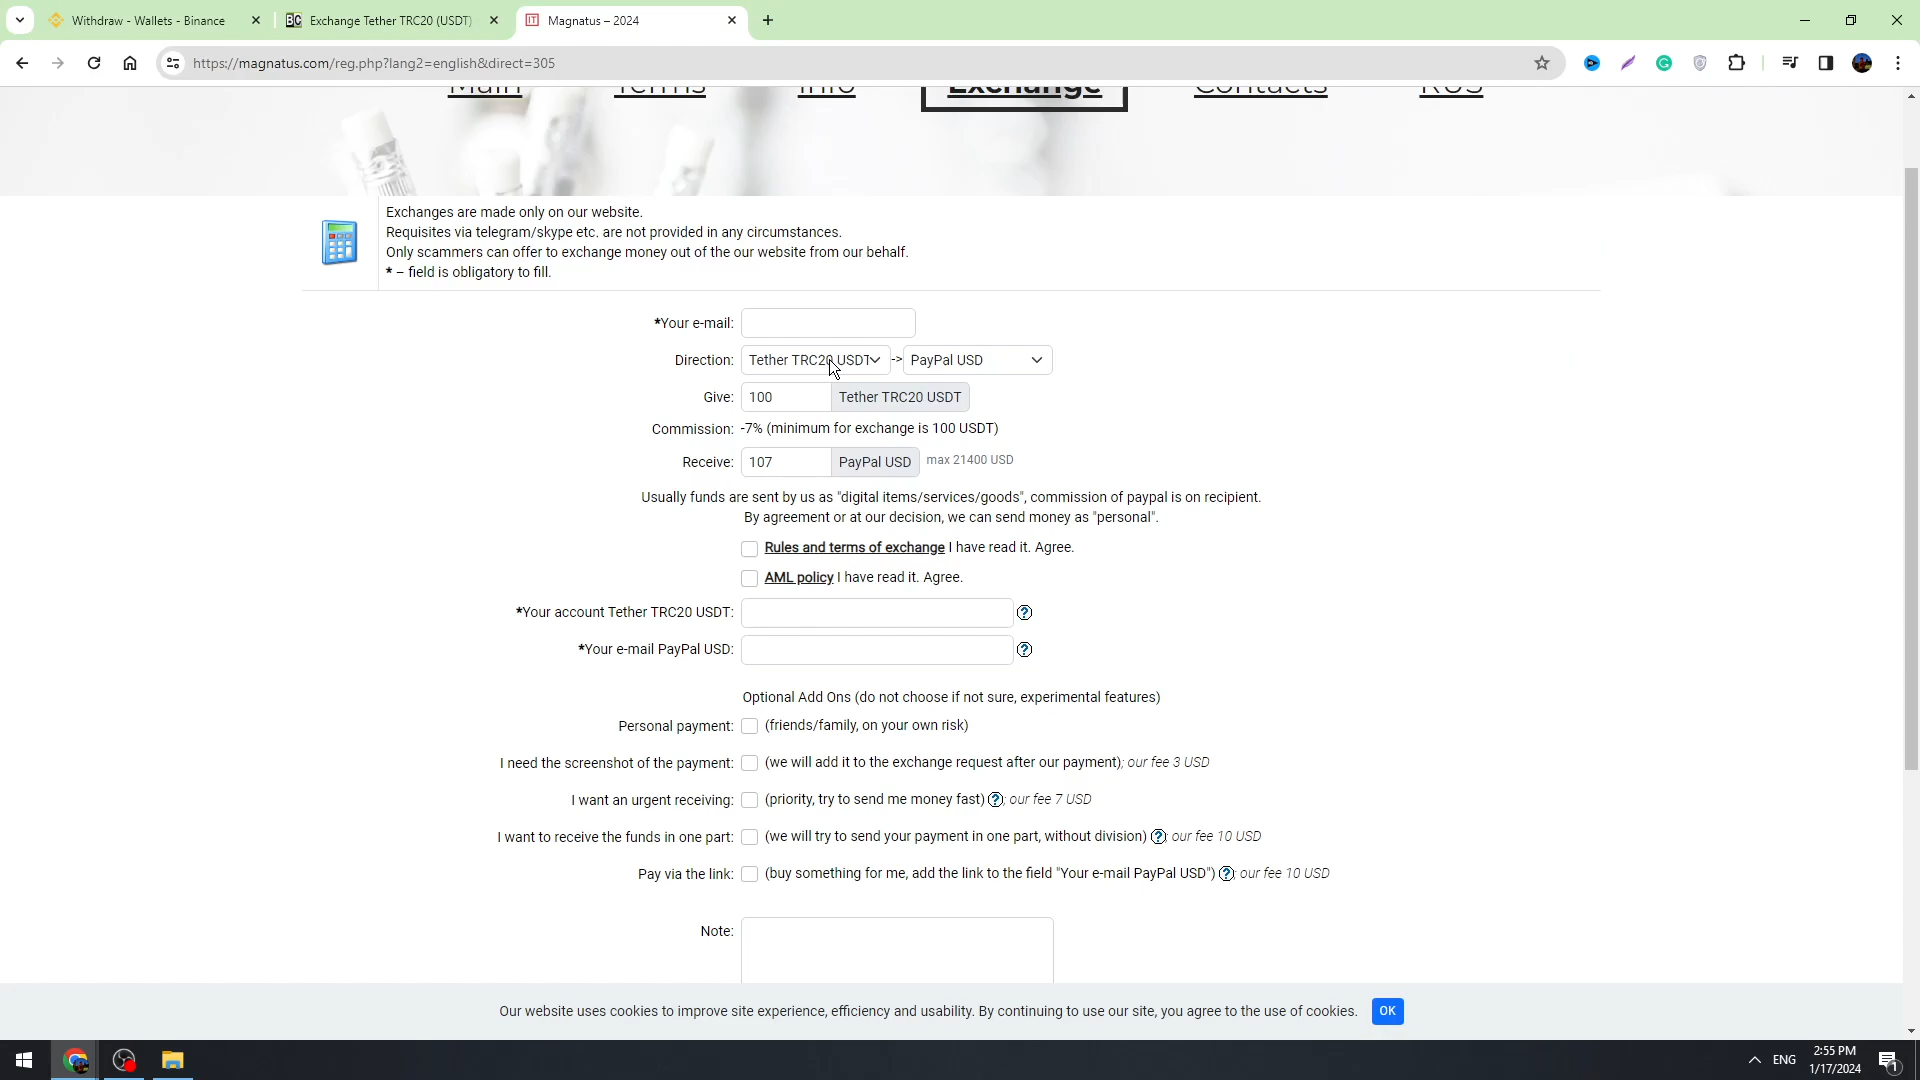 Withdraw - Wallets - Binance
Exchange Tether TRC20 (USDT)
Magnatus – 2024
https://magnatus.com/reg.php?lang2=english&direct=305
Main Terms Info Exchange Contacts RUS
Exchanges are made only on our website.
Requisites via telegram/skype etc. are not provided in any circumstances.
Only scammers can offer to exchange money out of the our website from our behalf.
* – field is obligatory to fill.
*Your e-mail:
Direction: Tether TRC20 USDT -> PayPal USD
Give: 100 Tether TRC20 USDT
Commission: -7% (minimum for exchange is 100 USDT)
Receive: 107 PayPal USD max 21400 USD
Usually funds are sent by us as "digital items/services/goods", commission of paypal is on recipient.
By agreement or at our decision, we can send money as "personal".
Rules and terms of exchange I have read it. Agree.
AML policy I have read it. Agree.
*Your account Tether TRC20 USDT: ?
*Your e-mail PayPal USD: ?
Optional Add Ons (do not choose if not sure, experimental features)
Personal payment: (friends/family, on your own risk)
I need the screenshot of the payment: (we will add it to the exchange request after our payment); our fee 3 USD
I want an urgent receiving: (priority, try to send me money fast) ?; our fee 7 USD
I want to receive the funds in one part: (we will try to send your payment in one part, without division) ?; our fee 10 USD
Pay via the link: (buy something for me, add the link to the field "Your e-mail PayPal USD") ?; our fee 10 USD
Note:
Our website uses cookies to improve site experience, efficiency and usability. By continuing to use our site, you agree to the use of cookies. OK
ENG
2:55 PM
1/17/2024
1